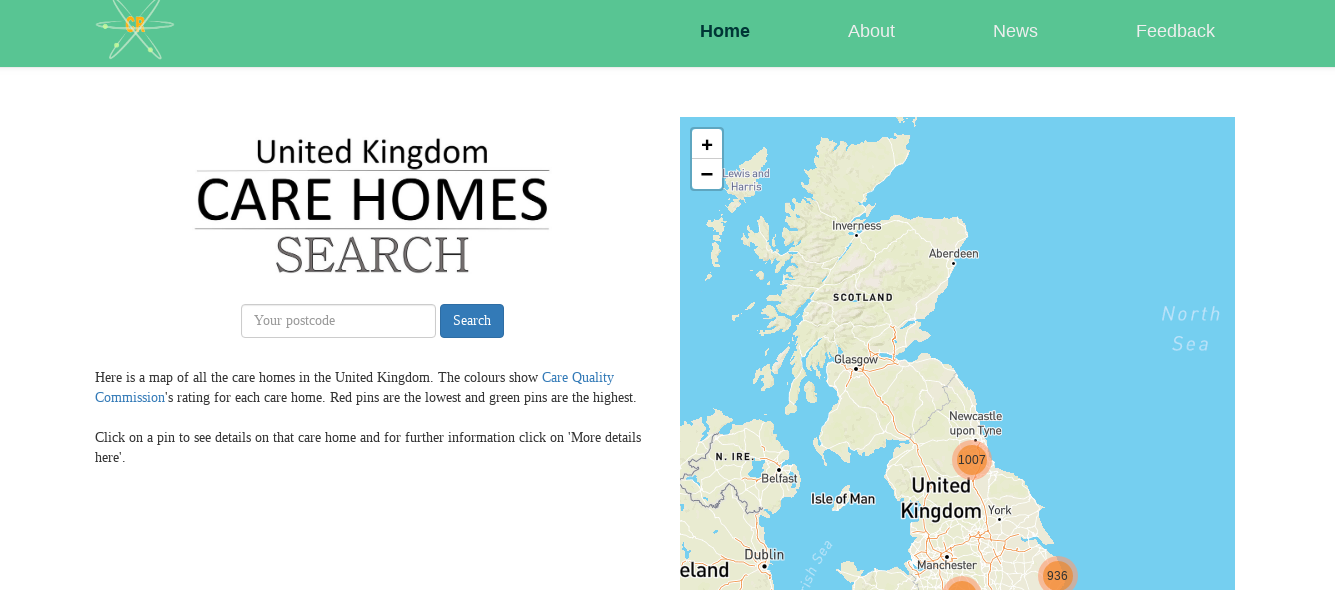 CR
Home
About
News
Feedback
United Kingdom
CARE HOMES
SEARCH
Your postcode
Search
Here is a map of all the care homes in the United Kingdom. The colours show Care Quality
Commission's rating for each care home. Red pins are the lowest and green pins are the highest.
Click on a pin to see details on that care home and for further information click on 'More details
here'.
+
−
Lewis and
Harris
Inverness
Aberdeen
SCOTLAND
North
Sea
Glasgow
Newcastle
upon Tyne
1007
N. IRE.
Belfast
United
Kingdom
Isle of Man
York
Dublin
Manchester
936
eland
rish Sea